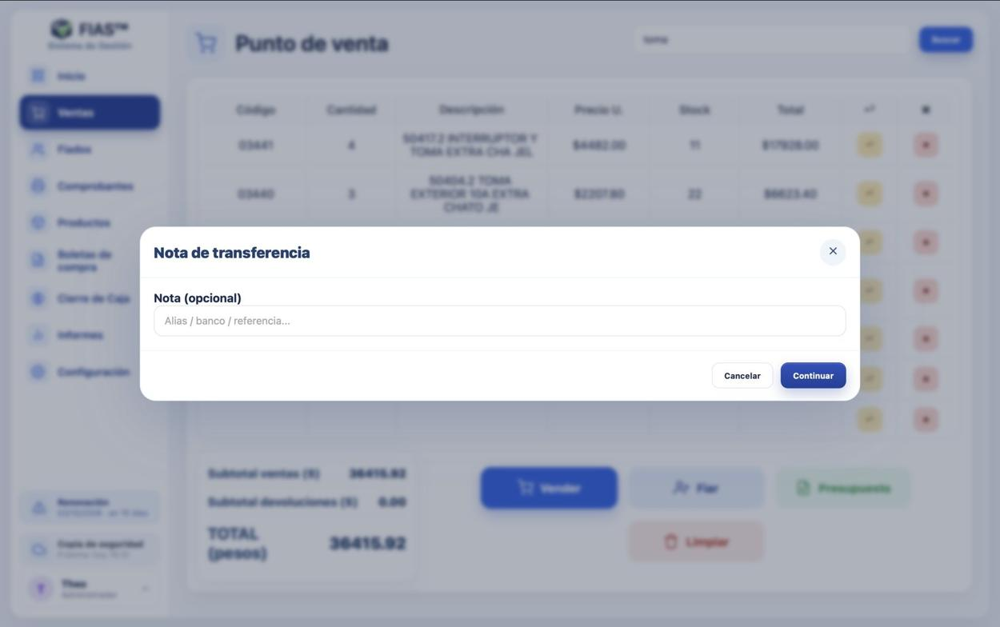 FIAS™
Sistema de Gestión
Inicio
Ventas
Fiados
Comprobantes
Productos
Boletas de
compra
Cierre de Caja
Informes
Configuración
Renovación
Copia de seguridad
Theo
Administrador
Punto de venta
toma
Buscar
Código Cantidad Descripción Precio U. Stock Total
03441 4 50417.2 INTERRUPTOR Y TOMA EXTRA CHA JEL $4482.00 11 $17928.00
03440 3 50404.2 TOMA EXTERIOR 10A EXTRA CHATO JE $2207.80 22 $6623.40
Nota de transferencia
Nota (opcional)
Alias / banco / referencia...
Cancelar
Continuar
Subtotal ventas 36415.92
Subtotal devoluciones 0.00
TOTAL
(pesos) 36415.92
Vender
Fiar
Presupuesto
Limpiar